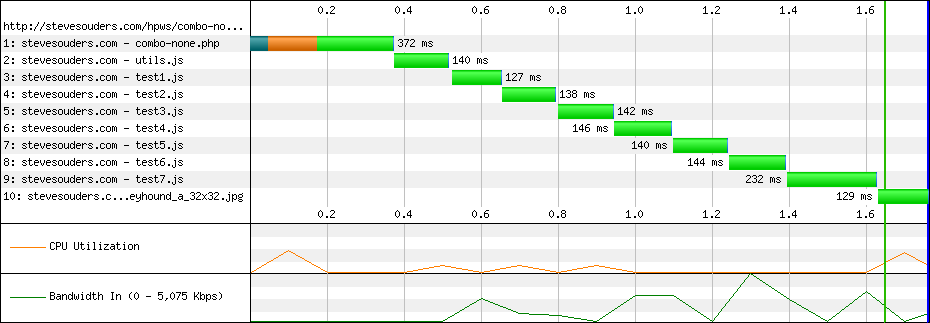 0.2 0.4 0.6 0.8 1.0 1.2 1.4 1.6
http://stevesouders.com/hpws/combo-no...
1: stevesouders.com - combo-none.php 372 ms
2: stevesouders.com - utils.js 140 ms
3: stevesouders.com - test1.js 127 ms
4: stevesouders.com - test2.js 138 ms
5: stevesouders.com - test3.js 142 ms
6: stevesouders.com - test4.js 146 ms
7: stevesouders.com - test5.js 140 ms
8: stevesouders.com - test6.js 144 ms
9: stevesouders.com - test7.js 232 ms
10: stevesouders.c...eyhound_a_32x32.jpg 129 ms
0.2 0.4 0.6 0.8 1.0 1.2 1.4 1.6
CPU Utilization
Bandwidth In (0 - 5,075 Kbps)